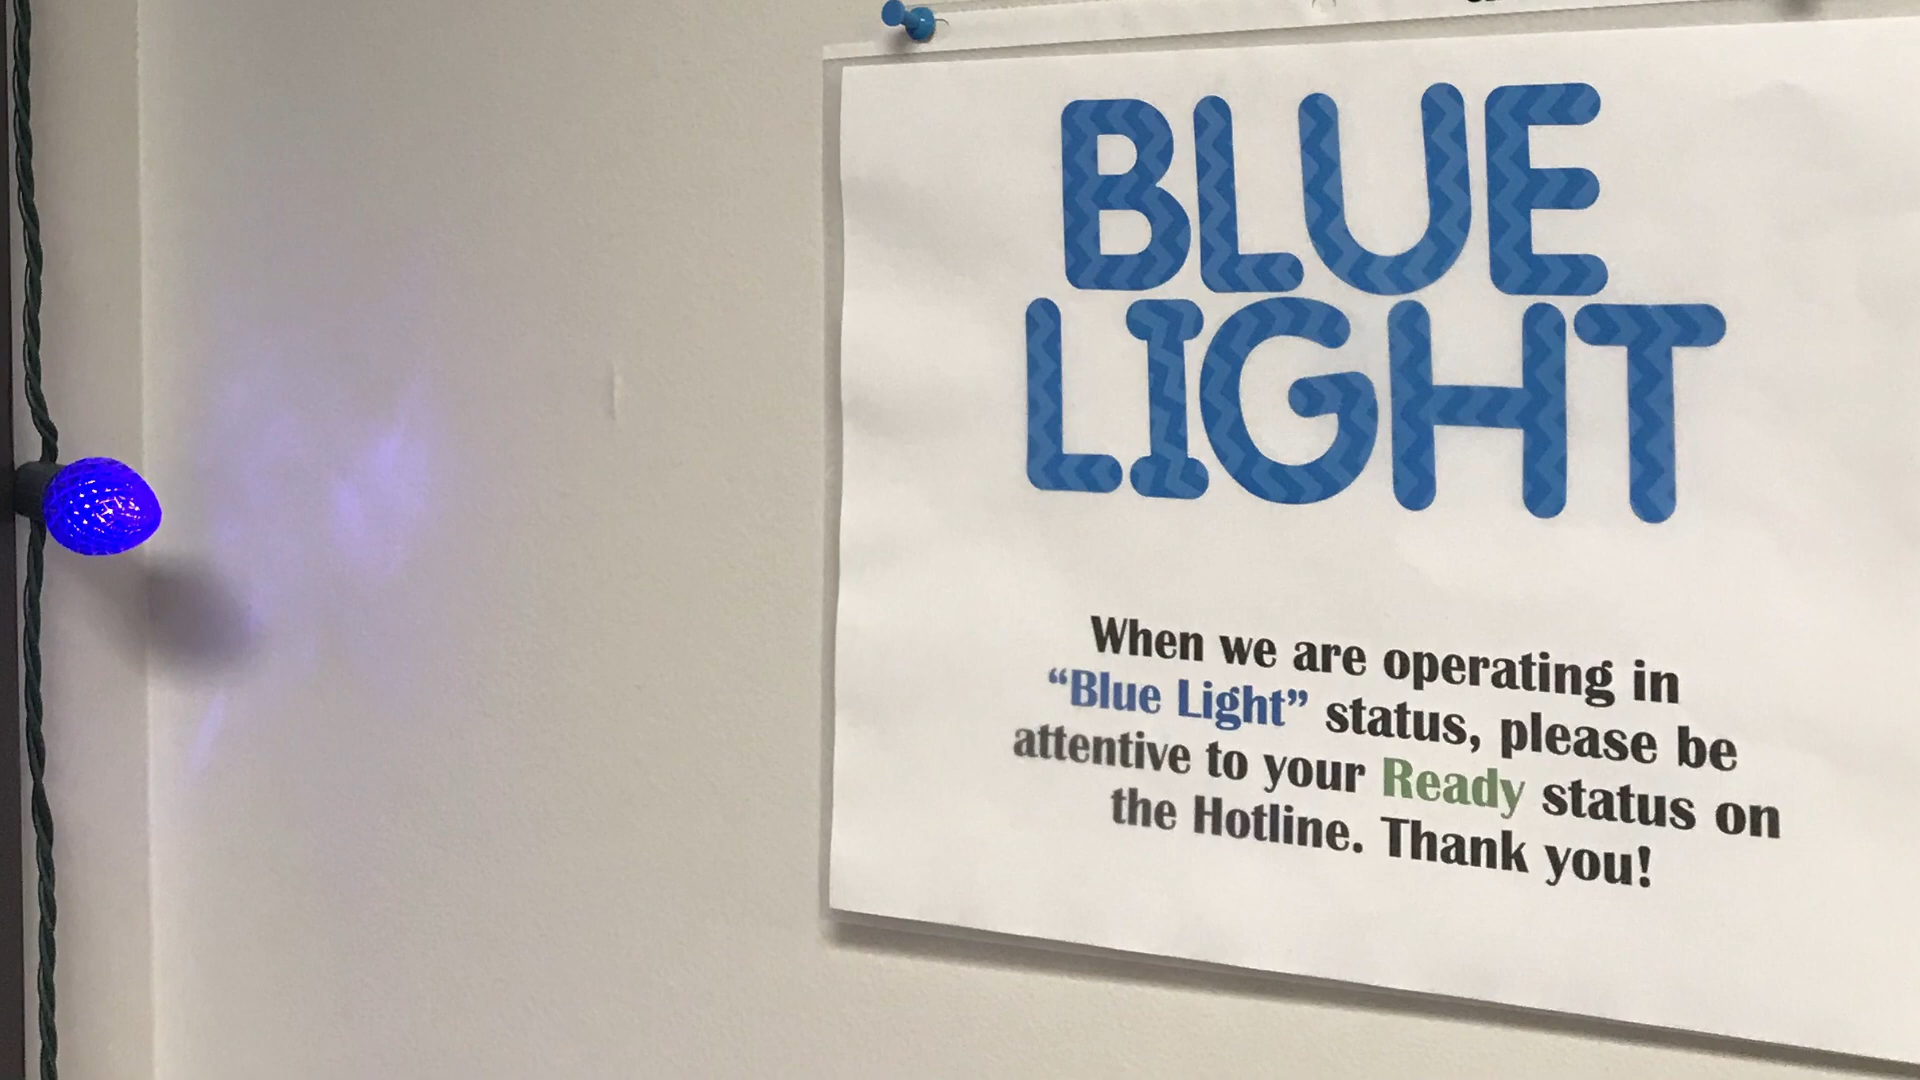 BLUE
LIGHT
When we are operating in
“Blue Light” status, please be
attentive to your Ready status on
the Hotline. Thank you!